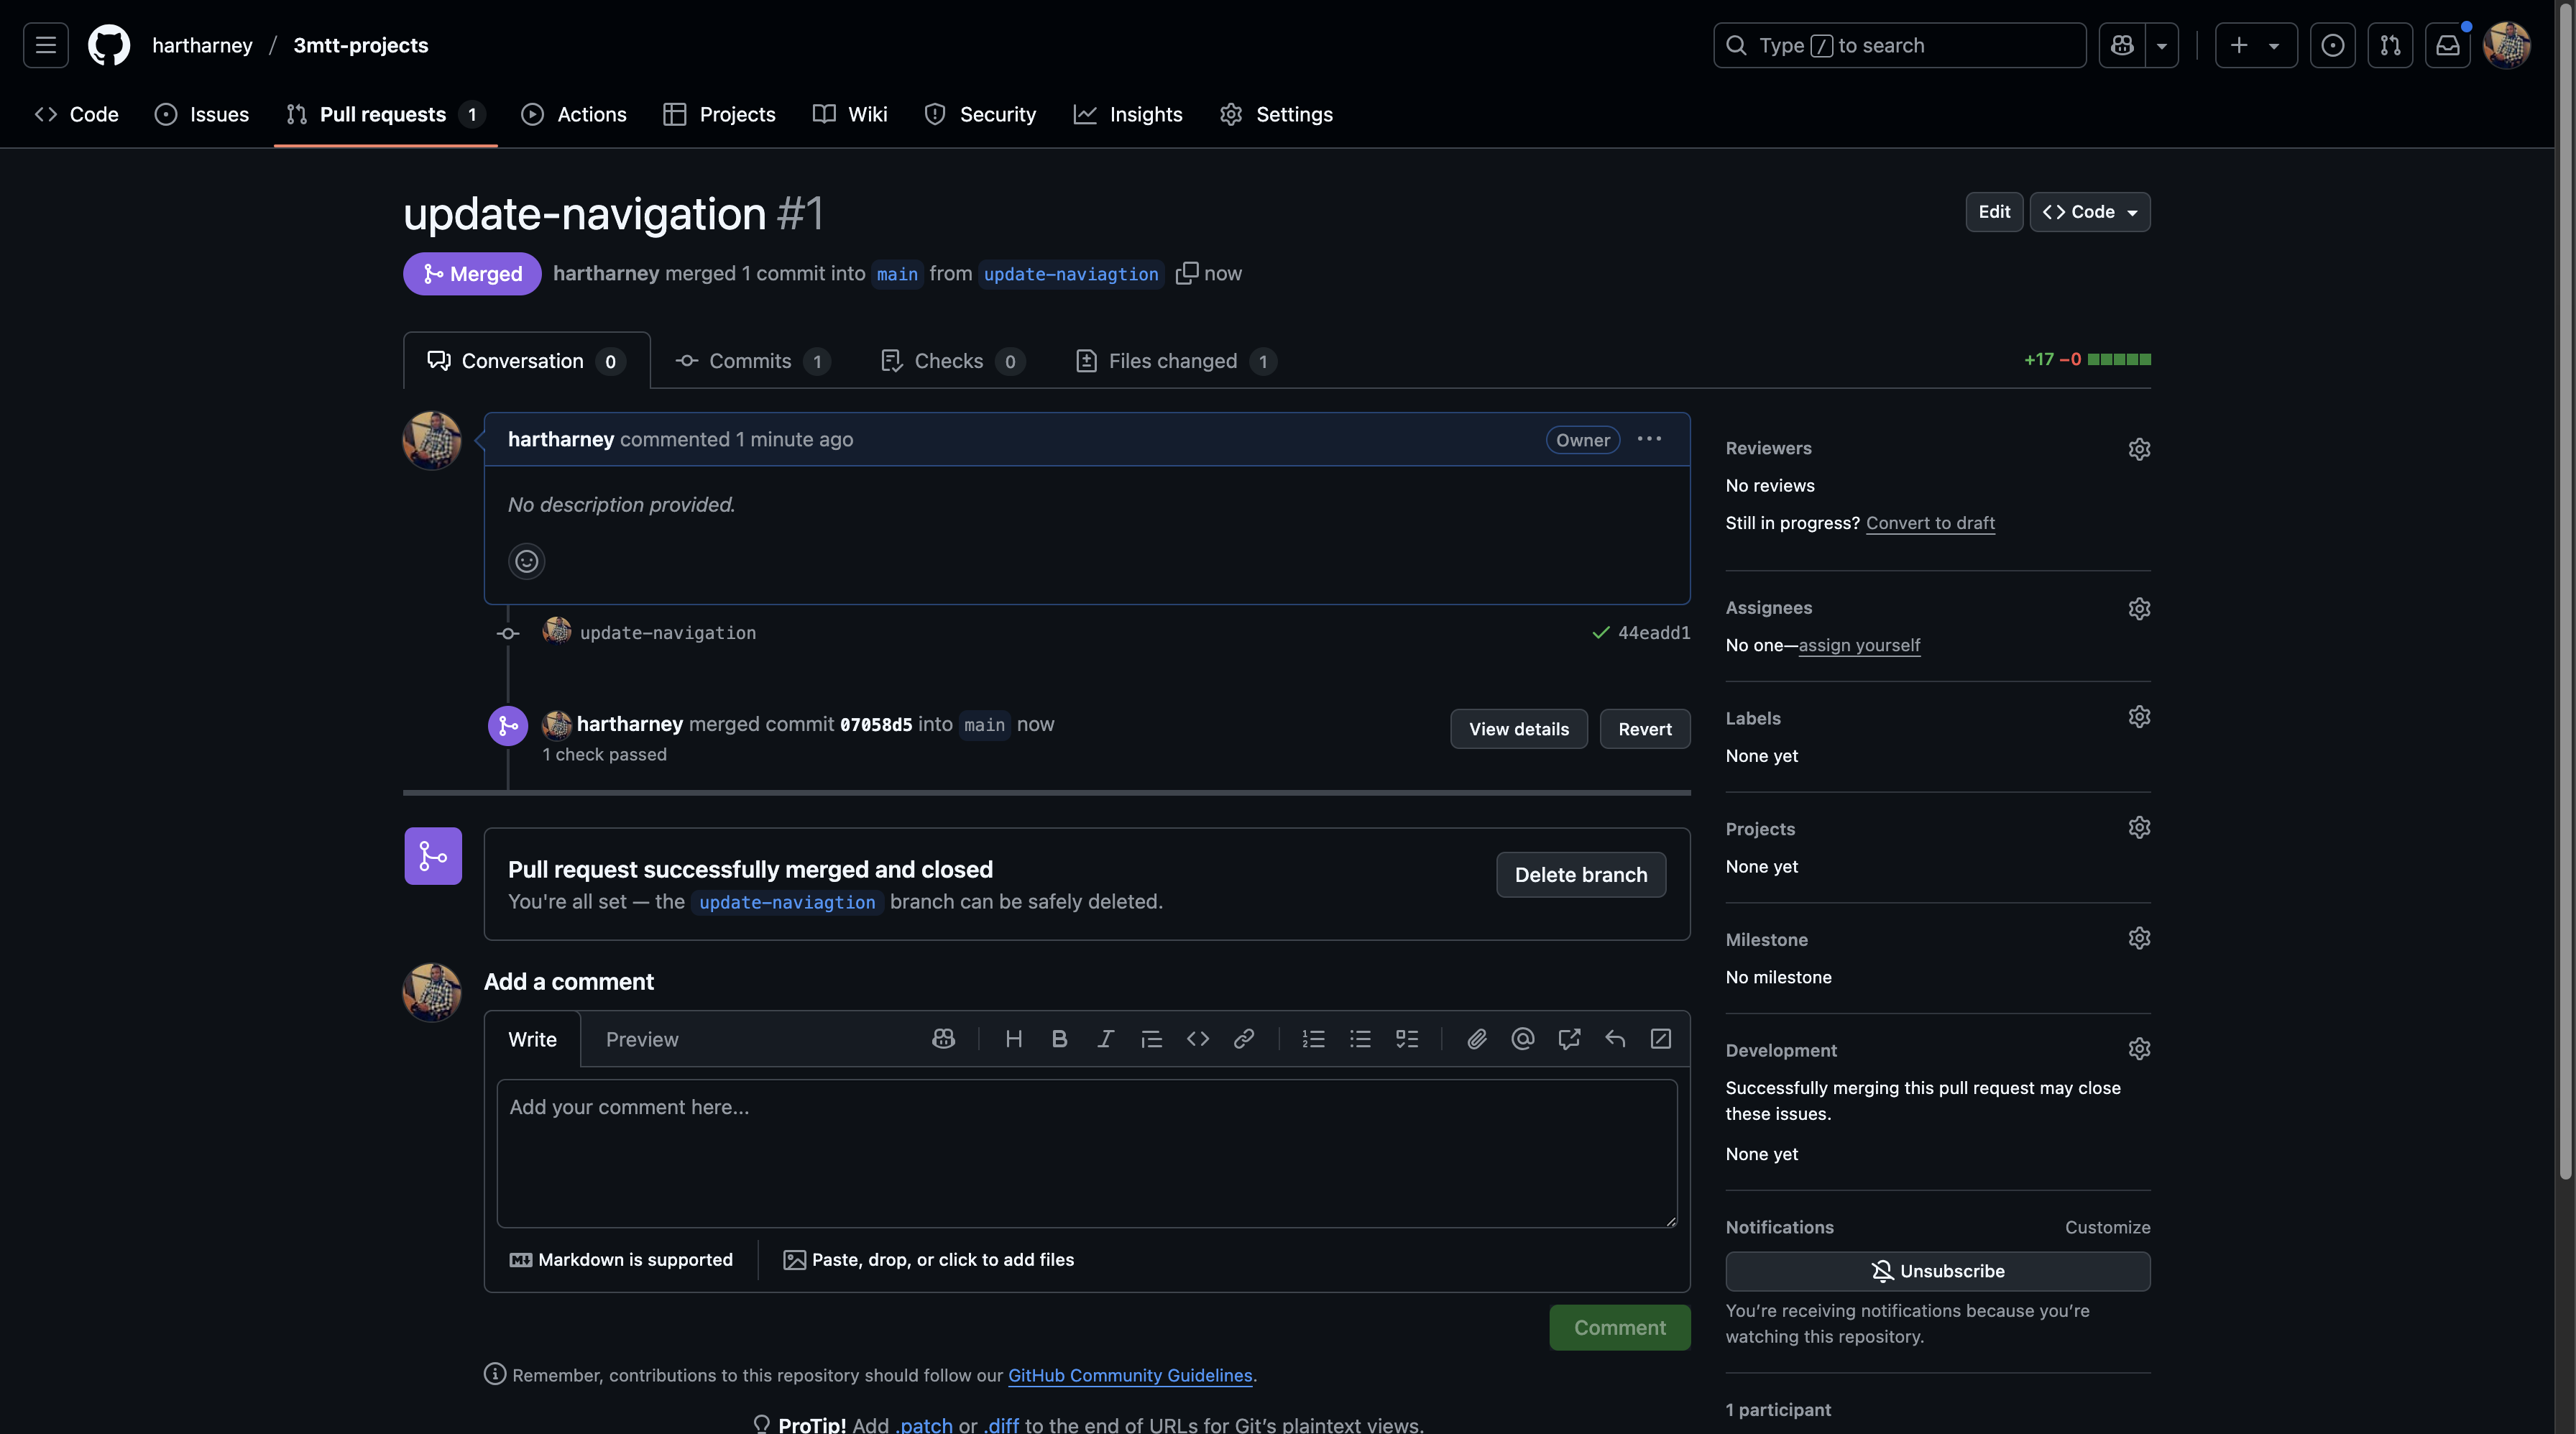 hartharney / 3mtt-projects
Type / to search
Code
Issues
Pull requests 1
Actions
Projects
Wiki
Security
Insights
Settings
update-navigation #1
Edit
Code
Merged
hartharney merged 1 commit into main from update-naviagtion now
Conversation 0
Commits 1
Checks 0
Files changed 1
+17 −0
hartharney commented 1 minute ago
Owner
No description provided.
update-navigation
44eadd1
hartharney merged commit 07058d5 into main now
1 check passed
View details
Revert
Pull request successfully merged and closed
You're all set — the update-naviagtion branch can be safely deleted.
Delete branch
Add a comment
Write
Preview
Add your comment here...
Markdown is supported
Paste, drop, or click to add files
Comment
Remember, contributions to this repository should follow our GitHub Community Guidelines.
ProTip! Add .patch or .diff to the end of URLs for Git’s plaintext views.
Reviewers
No reviews
Still in progress? Convert to draft
Assignees
No one—assign yourself
Labels
None yet
Projects
None yet
Milestone
No milestone
Development
Successfully merging this pull request may close
these issues.
None yet
Notifications
Customize
Unsubscribe
You’re receiving notifications because you’re
watching this repository.
1 participant